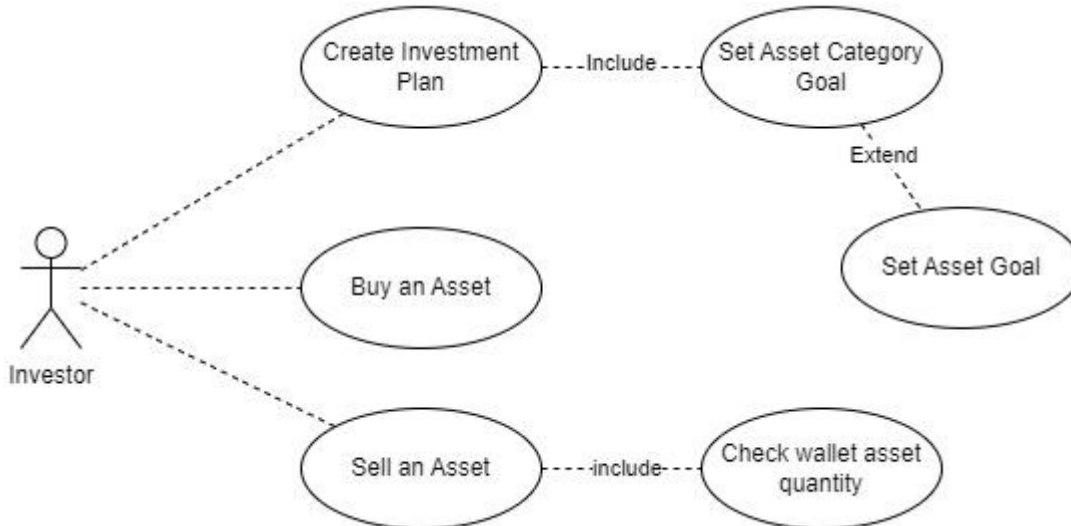 Create Investment
Plan
Include
Set Asset Category
Goal
Extend
Set Asset Goal
Buy an Asset
Investor
Sell an Asset
include
Check wallet asset
quantity